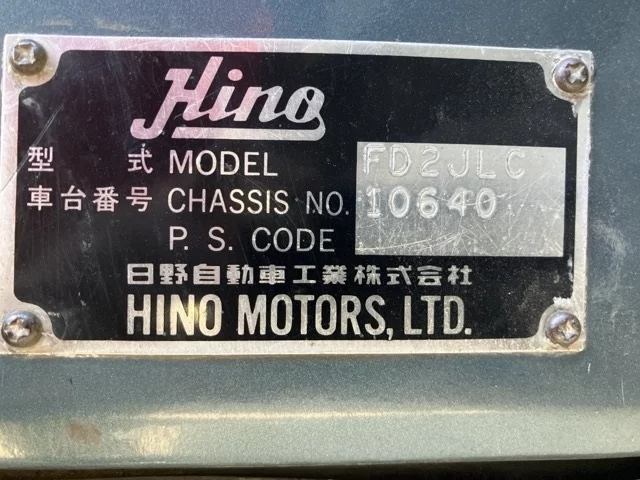 Hino
型 式 MODEL FD2JLC
車台番号 CHASSIS NO. 10640
P. S. CODE
日野自動車工業株式会社
HINO MOTORS, LTD.